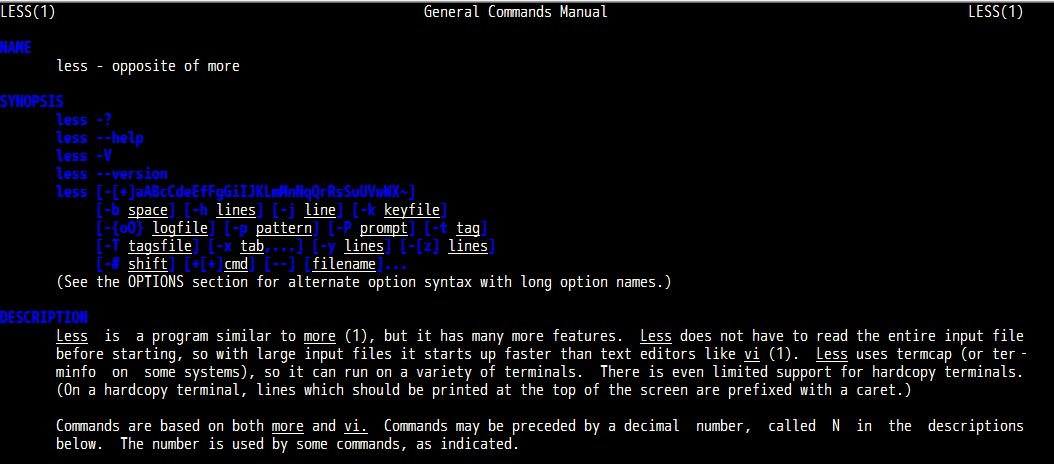 LESS(1) General Commands Manual LESS(1)
NAME
less - opposite of more
SYNOPSIS
less -?
less --help
less -V
less --version
less [-[+]aABcCdeEfFgGiIJKLmMnNqQrRsSuUVwWX~]
[-b space] [-h lines] [-j line] [-k keyfile]
[-{oO} logfile] [-p pattern] [-P prompt] [-t tag]
[-T tagsfile] [-x tab,...] [-y lines] [-[z] lines]
[-# shift] [+[+]cmd] [--] [filename]...
(See the OPTIONS section for alternate option syntax with long option names.)
DESCRIPTION
Less is a program similar to more (1), but it has many more features. Less does not have to read the entire input file
before starting, so with large input files it starts up faster than text editors like vi (1). Less uses termcap (or ter-
minfo on some systems), so it can run on a variety of terminals. There is even limited support for hardcopy terminals.
(On a hardcopy terminal, lines which should be printed at the top of the screen are prefixed with a caret.)
Commands are based on both more and vi. Commands may be preceded by a decimal number, called N in the descriptions
below. The number is used by some commands, as indicated.